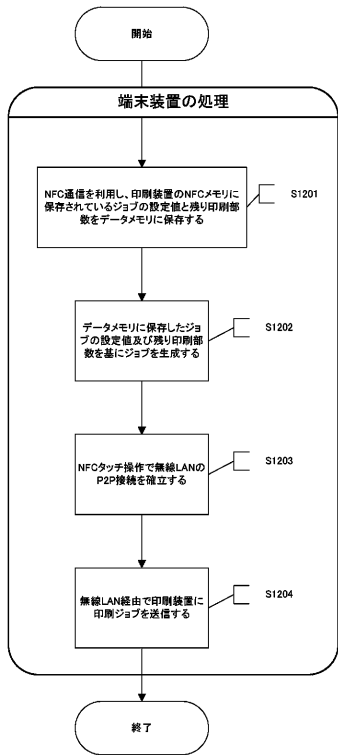 開始
端末装置の処理
NFC通信を利用し、印刷装置のNFCメモリに
保存されているジョブの設定値と残り印刷部
数をデータメモリに保存する
S1201
データメモリに保存したジョ
ブの設定値及び残り印刷部
数を基にジョブを生成する
S1202
NFCタッチ操作で無線LANの
P2P接続を確立する
S1203
無線LAN経由で印刷装置に
印刷ジョブを送信する
S1204
終了